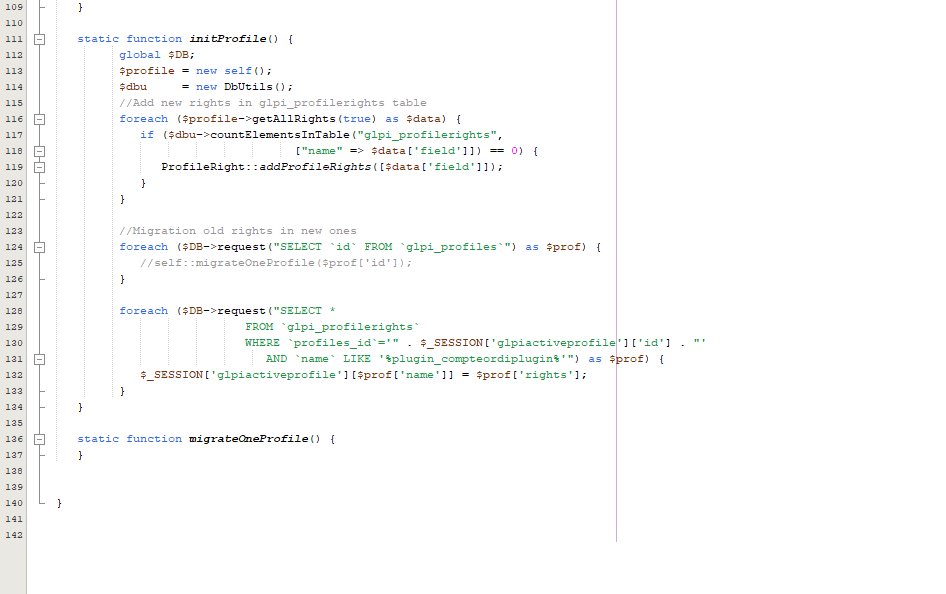 109 }
110
111 static function initProfile() {
112 global $DB;
113 $profile = new self();
114 $dbu     = new DbUtils();
115 //Add new rights in glpi_profilerights table
116 foreach ($profile->getAllRights(true) as $data) {
117 if ($dbu->countElementsInTable("glpi_profilerights",
118 ["name" => $data['field']]) == 0) {
119 ProfileRight::addProfileRights([$data['field']]);
120 }
121 }
122
123 //Migration old rights in new ones
124 foreach ($DB->request("SELECT `id` FROM `glpi_profiles`") as $prof) {
125 //self::migrateOneProfile($prof['id']);
126 }
127
128 foreach ($DB->request("SELECT *
129 FROM `glpi_profilerights`
130 WHERE `profiles_id`='" . $_SESSION['glpiactiveprofile']['id'] . "'
131 AND `name` LIKE '%plugin_compteordiplugin%'") as $prof) {
132 $_SESSION['glpiactiveprofile'][$prof['name']] = $prof['rights'];
133 }
134 }
135
136 static function migrateOneProfile() {
137 }
138
139
140 }
141
142